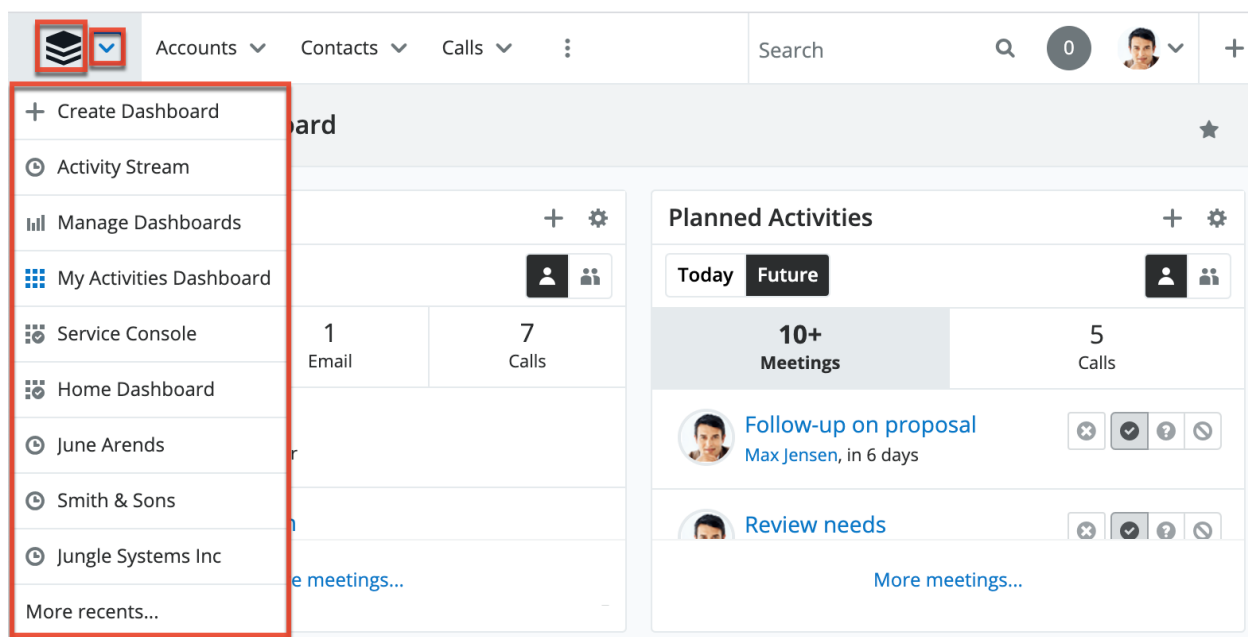 Accounts Contacts Calls Search 0
Create Dashboard
Activity Stream
Manage Dashboards
My Activities Dashboard
Service Console
Home Dashboard
June Arends
Smith & Sons
Jungle Systems Inc
More recents...
1
Email
7
Calls
meetings...
Planned Activities
Today Future
10+
Meetings
5
Calls
Follow-up on proposal
Max Jensen, in 6 days
Review needs
More meetings...